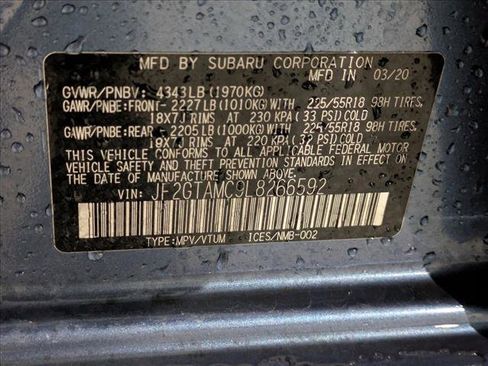 MFD BY SUBARU CORPORATION
IN 03/20
GVWR/PNBV: 4343LB (1970KG)
GAWR/PNBE:FRONT- 2227LB (1010KG) WITH 225/55R18 98H TIRES,
18X7J RIMS AT 230 KPA ( 33 PSI) COLD
GAWR/PNBE:REAR - 2205LB (1000KG) WITH 225/55R18 98H TIRES,
18X7J RIMS AT 220 KPA ( 32 PSI) COLD
THIS VEHICLE CONFORMS TO ALL APPLICABLE FEDERAL MOTOR
VEHICLE SAFETY AND THEFT PREVENTION STANDARDS IN EFFECT
ON THE DATE OF MANUFACTURE SHOWN ABOVE.
VIN: JF2GTAMC9L8266592
TYPE:MPV/VTUM ICES/NMB-002